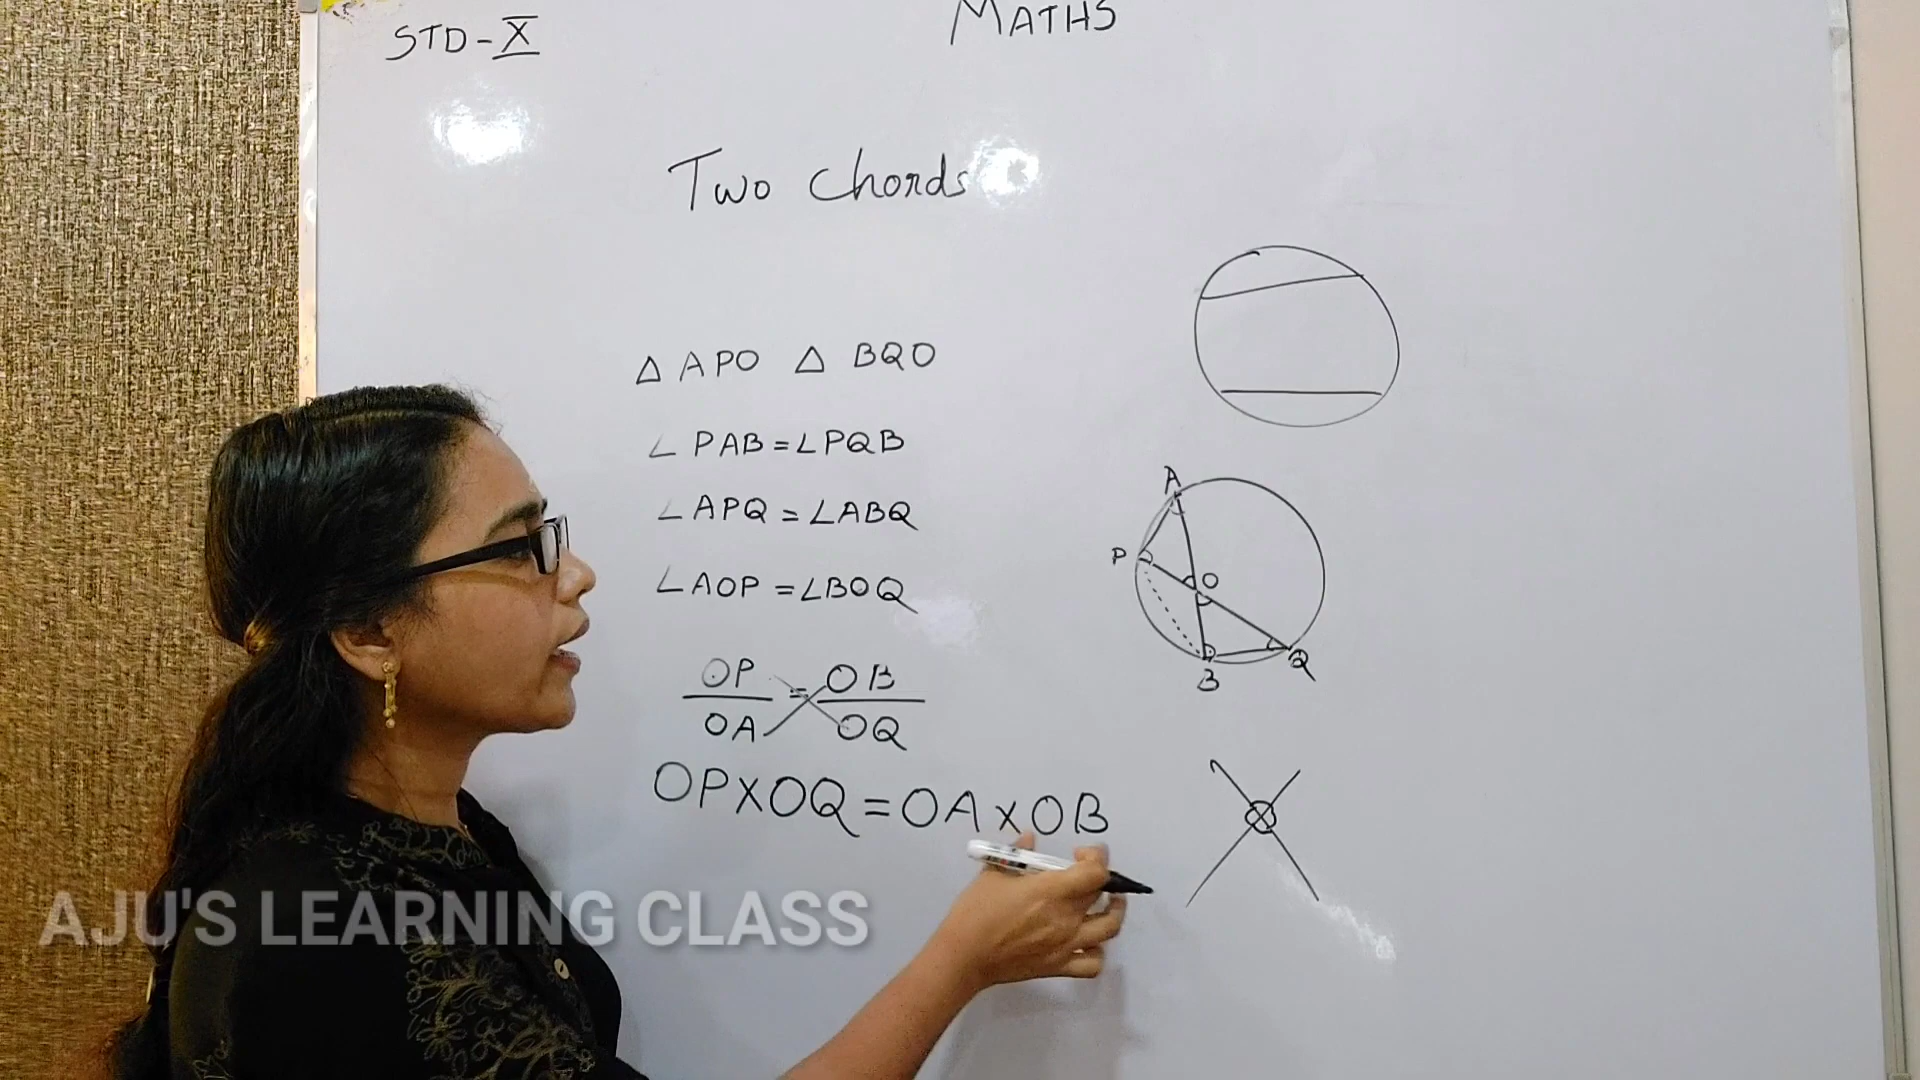 STD-X
MATHS
Two chords
△ APO △ BQO
∠ PAB = ∠PQB
∠APQ = ∠ABQ
∠AOP = ∠BOQ
OP/OA = OB/OQ
OP X OQ = OA X OB
A
P
O
B
Q
AJU'S LEARNING CLASS